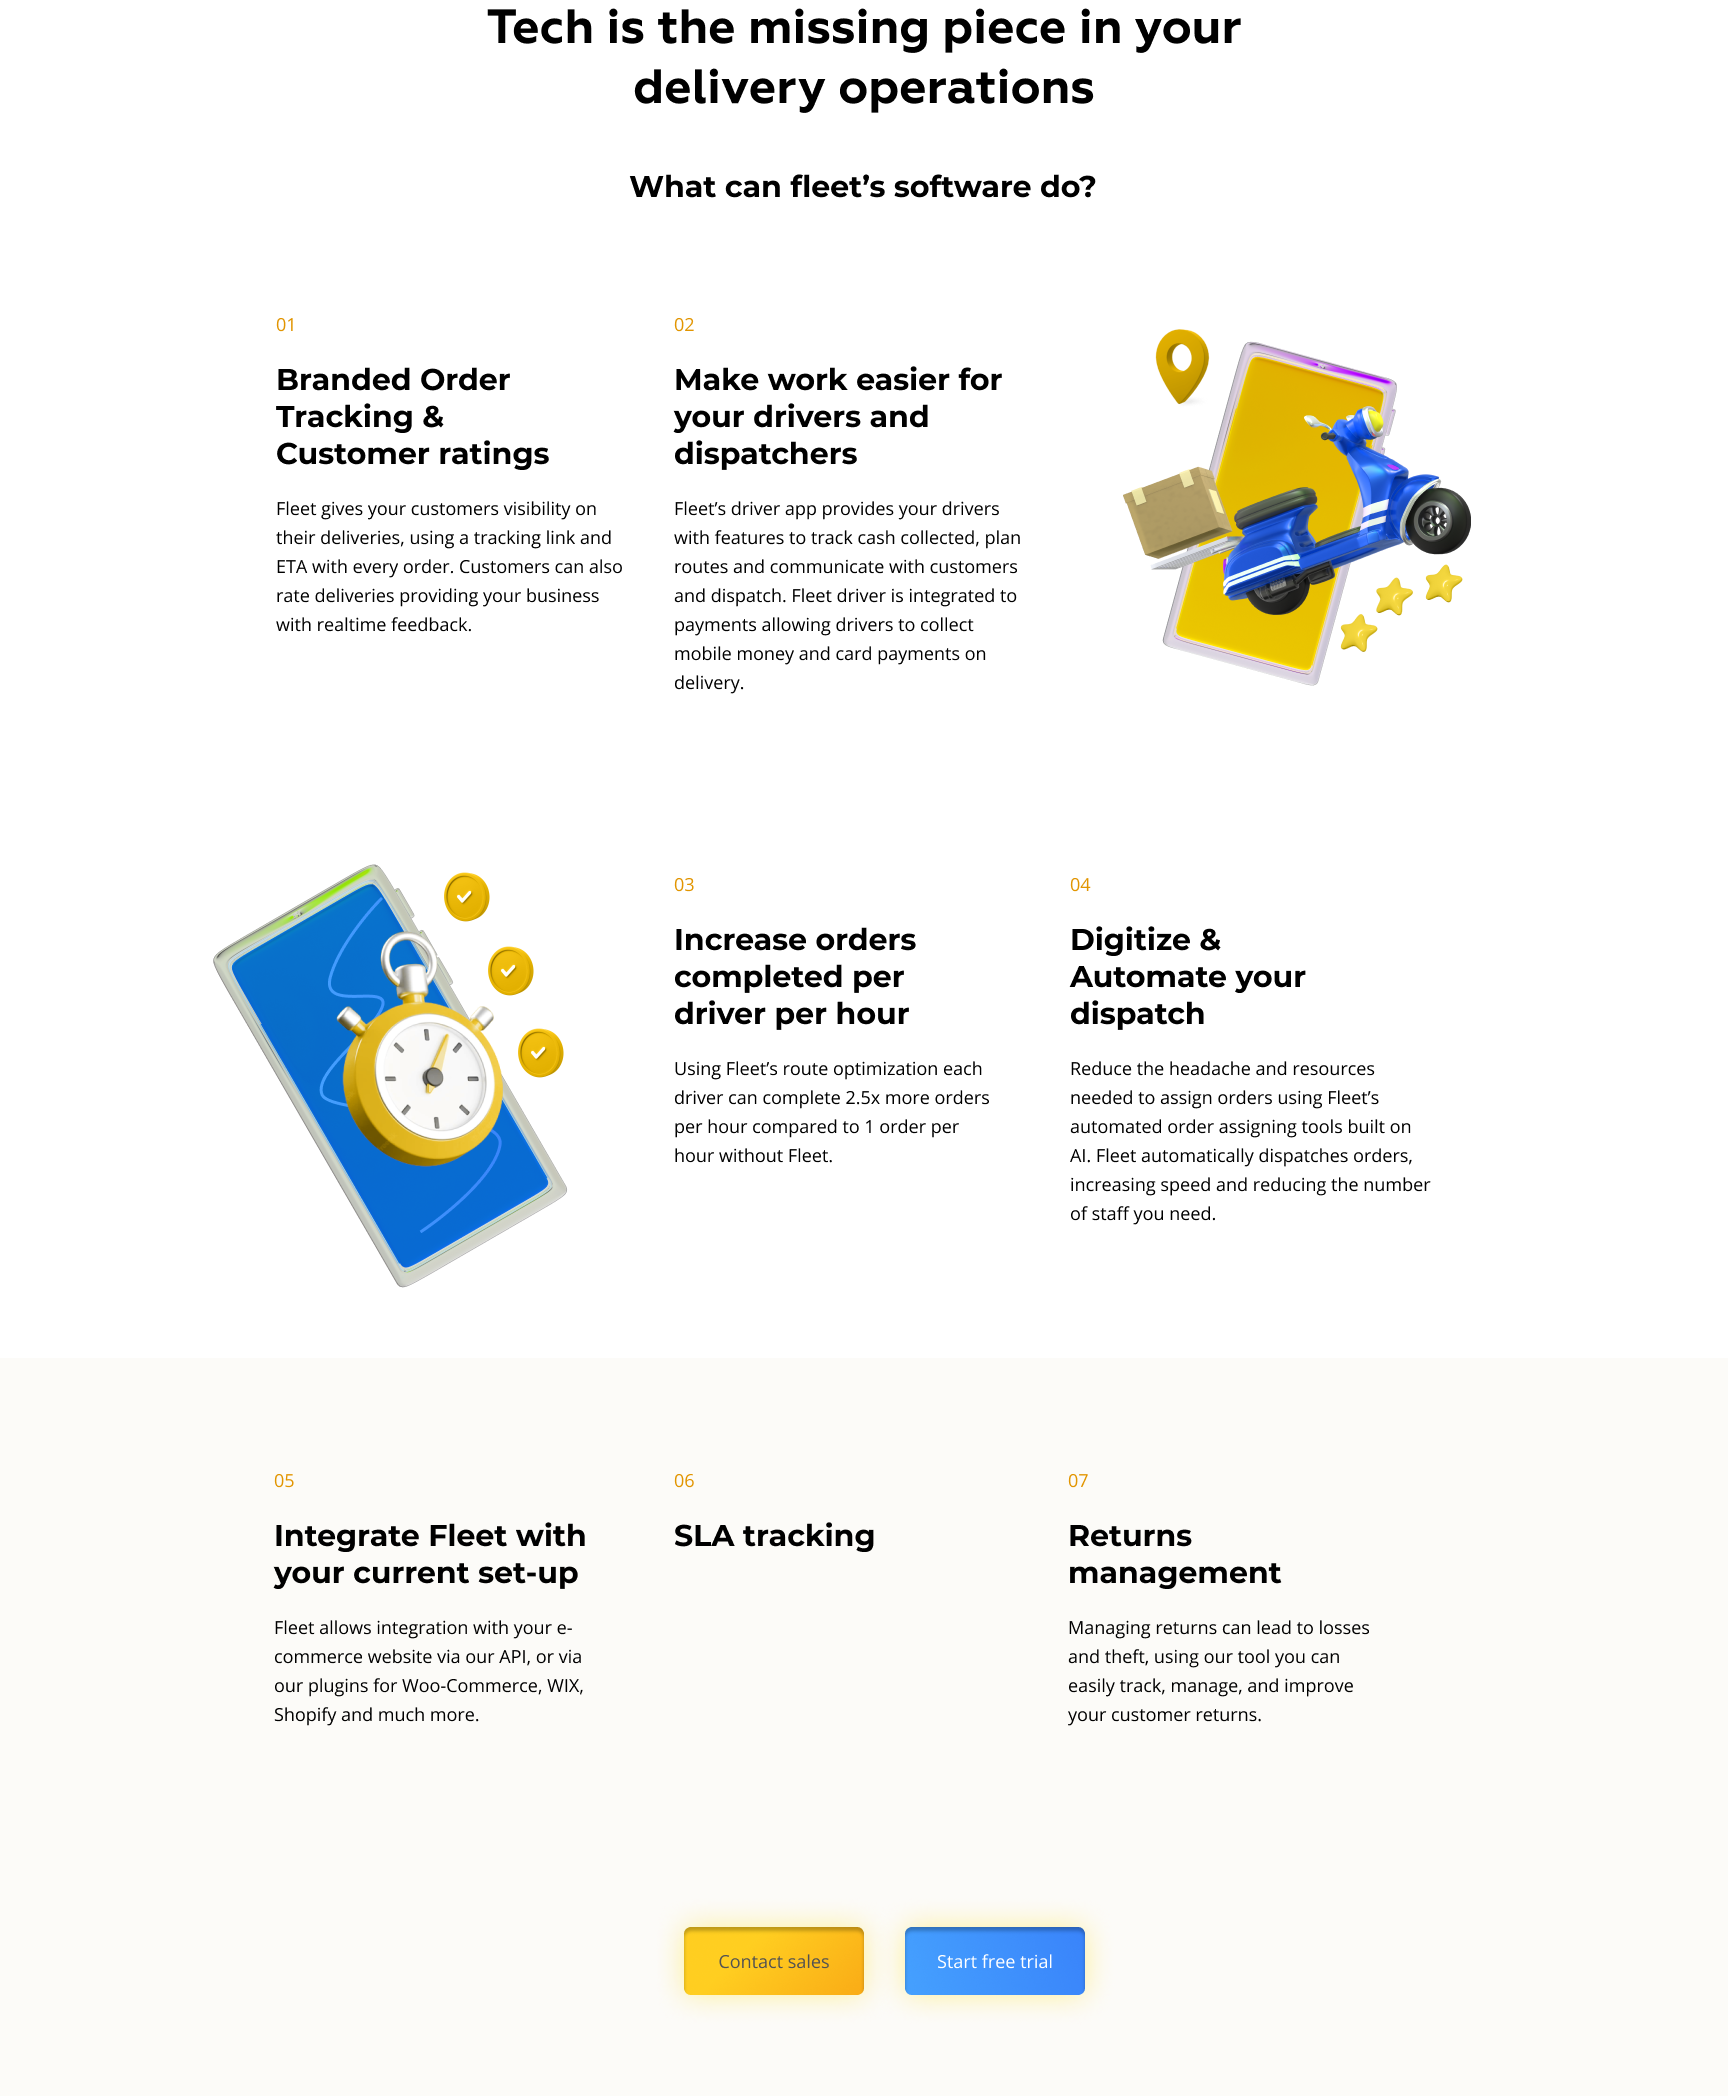 Tech is the missing piece in your
delivery operations
What can fleet’s software do?
01
Branded Order
Tracking &
Customer ratings
Fleet gives your customers visibility on
their deliveries, using a tracking link and
ETA with every order. Customers can also
rate deliveries providing your business
with realtime feedback.
02
Make work easier for
your drivers and
dispatchers
Fleet’s driver app provides your drivers
with features to track cash collected, plan
routes and communicate with customers
and dispatch. Fleet driver is integrated to
payments allowing drivers to collect
mobile money and card payments on
delivery.
03
Increase orders
completed per
driver per hour
Using Fleet’s route optimization each
driver can complete 2.5x more orders
per hour compared to 1 order per
hour without Fleet.
04
Digitize &
Automate your
dispatch
Reduce the headache and resources
needed to assign orders using Fleet’s
automated order assigning tools built on
AI. Fleet automatically dispatches orders,
increasing speed and reducing the number
of staff you need.
05
Integrate Fleet with
your current set-up
Fleet allows integration with your e-
commerce website via our API, or via
our plugins for Woo-Commerce, WIX,
Shopify and much more.
06
SLA tracking
07
Returns
management
Managing returns can lead to losses
and theft, using our tool you can
easily track, manage, and improve
your customer returns.
Contact sales
Start free trial